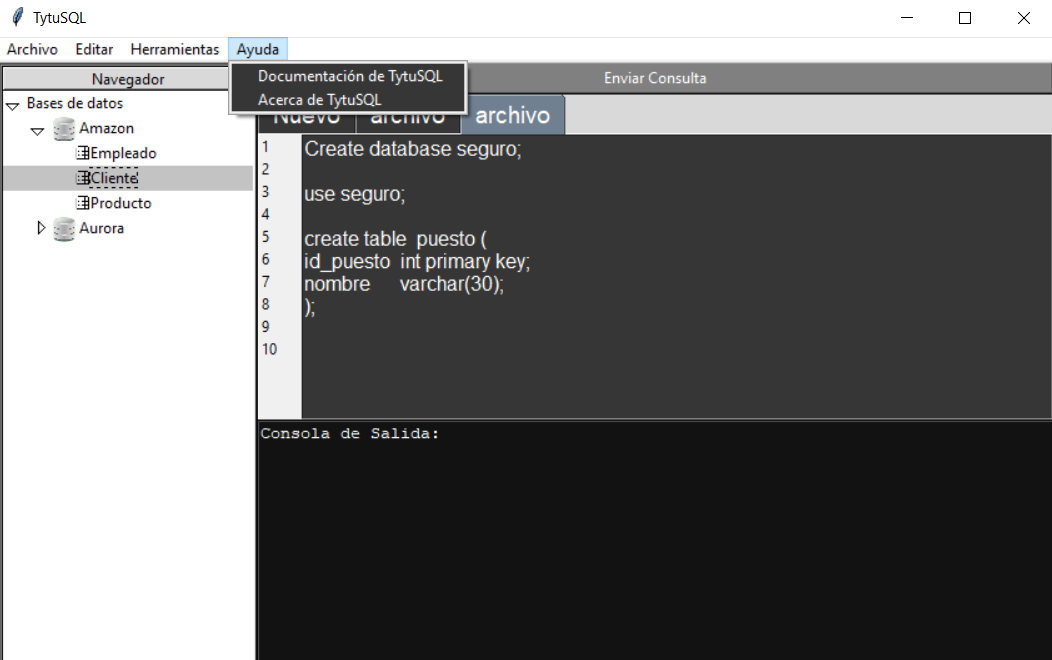 TytuSQL
Archivo Editar Herramientas Ayuda
Navegador
Documentación de TytuSQL
Acerca de TytuSQL
Enviar Consulta
Bases de datos
Amazon
Empleado
Cliente
Producto
Aurora
Nuevo archivo archivo
1 Create database seguro;
2
3 use seguro;
4
5 create table  puesto (
6 id_puesto  int primary key;
7 nombre      varchar(30);
8 );
9
10
Consola de Salida: